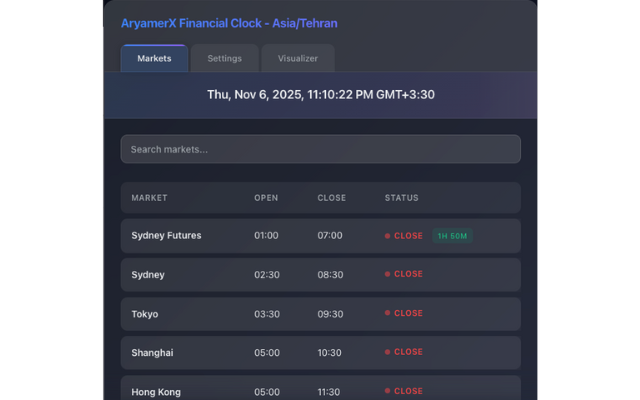 AryamerX Financial Clock - Asia/Tehran
Markets Settings Visualizer
Thu, Nov 6, 2025, 11:10:22 PM GMT+3:30
Search markets...
MARKET OPEN CLOSE STATUS
Sydney Futures 01:00 07:00 CLOSE 1H 50M
Sydney 02:30 08:30 CLOSE
Tokyo 03:30 09:30 CLOSE
Shanghai 05:00 10:30 CLOSE
Hong Kong 05:00 11:30 CLOSE